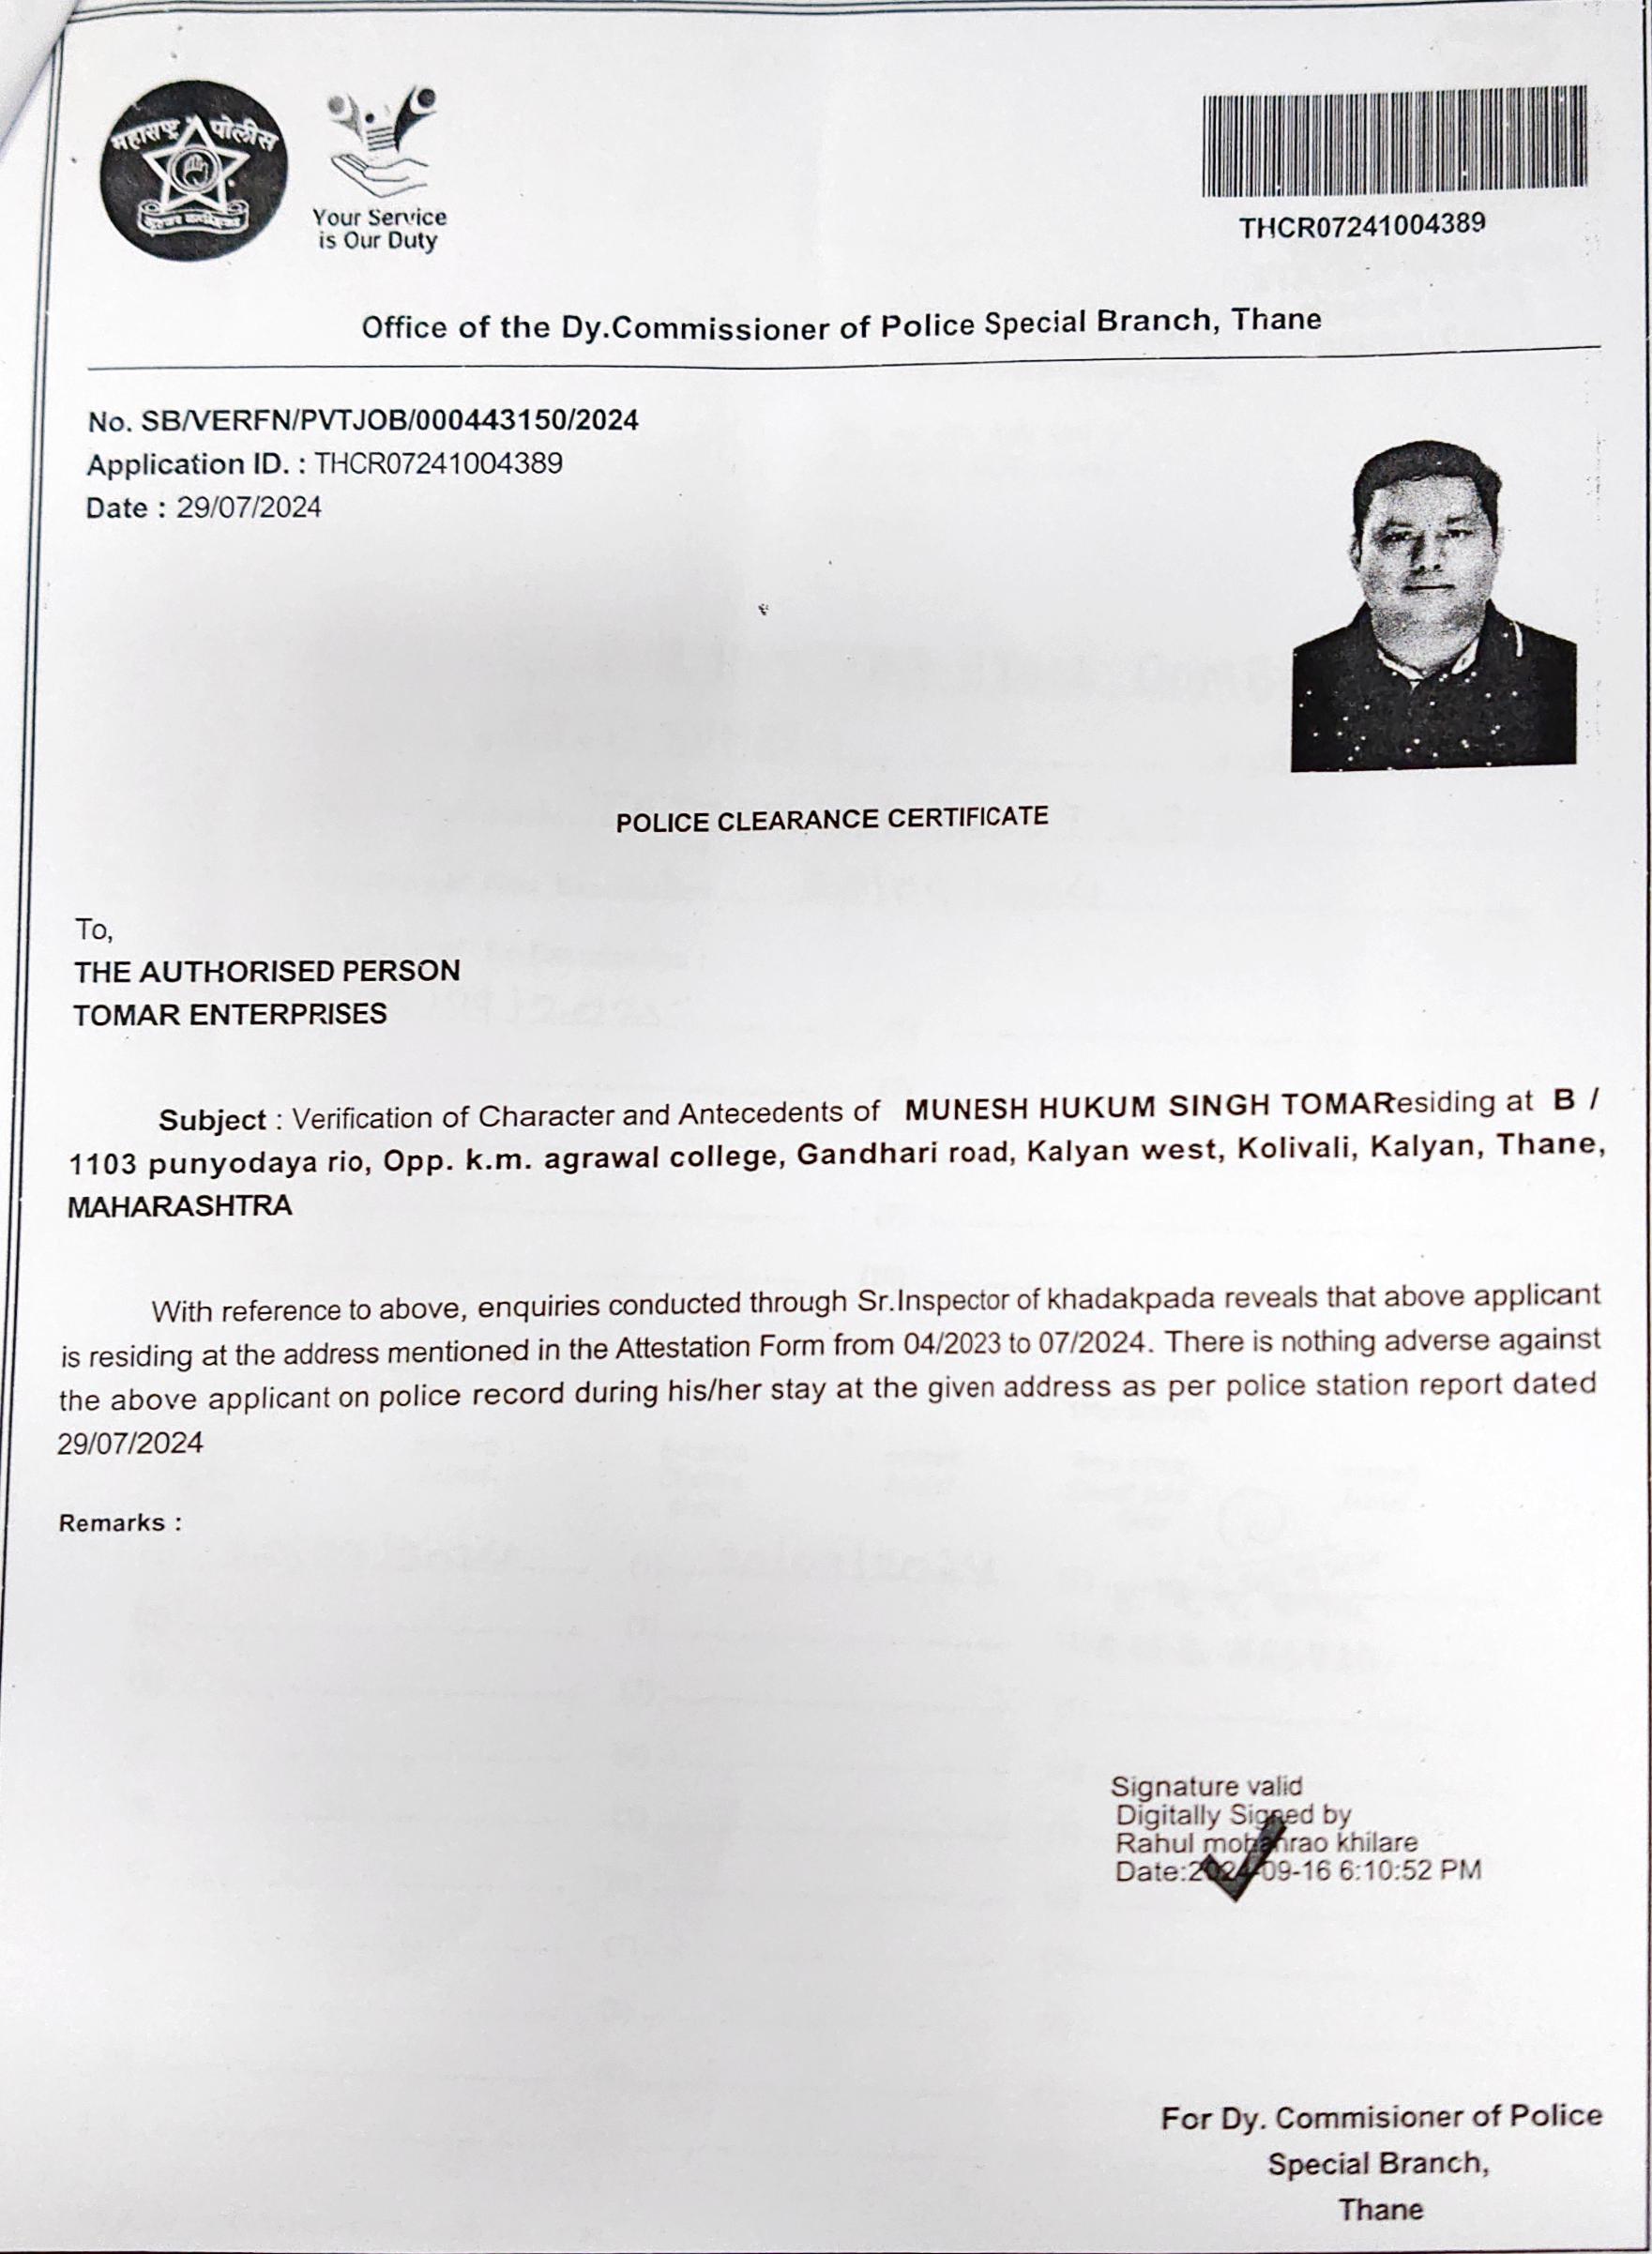 महाराष्ट्र पोलीस
Your Service
is Our Duty
THCR07241004389
Office of the Dy.Commissioner of Police Special Branch, Thane
No. SB/VERFN/PVTJOB/000443150/2024
Application ID. : THCR07241004389
Date : 29/07/2024
POLICE CLEARANCE CERTIFICATE
To,
THE AUTHORISED PERSON
TOMAR ENTERPRISES
Subject : Verification of Character and Antecedents of MUNESH HUKUM SINGH TOMAResiding at B /
1103 punyodaya rio, Opp. k.m. agrawal college, Gandhari road, Kalyan west, Kolivali, Kalyan, Thane,
MAHARASHTRA
With reference to above, enquiries conducted through Sr.Inspector of khadakpada reveals that above applicant
is residing at the address mentioned in the Attestation Form from 04/2023 to 07/2024. There is nothing adverse against
the above applicant on police record during his/her stay at the given address as per police station report dated
29/07/2024
Remarks :
Signature valid
Digitally Signed by
Rahul mohanrao khilare
Date:2024-09-16 6:10:52 PM
For Dy. Commisioner of Police
Special Branch,
Thane